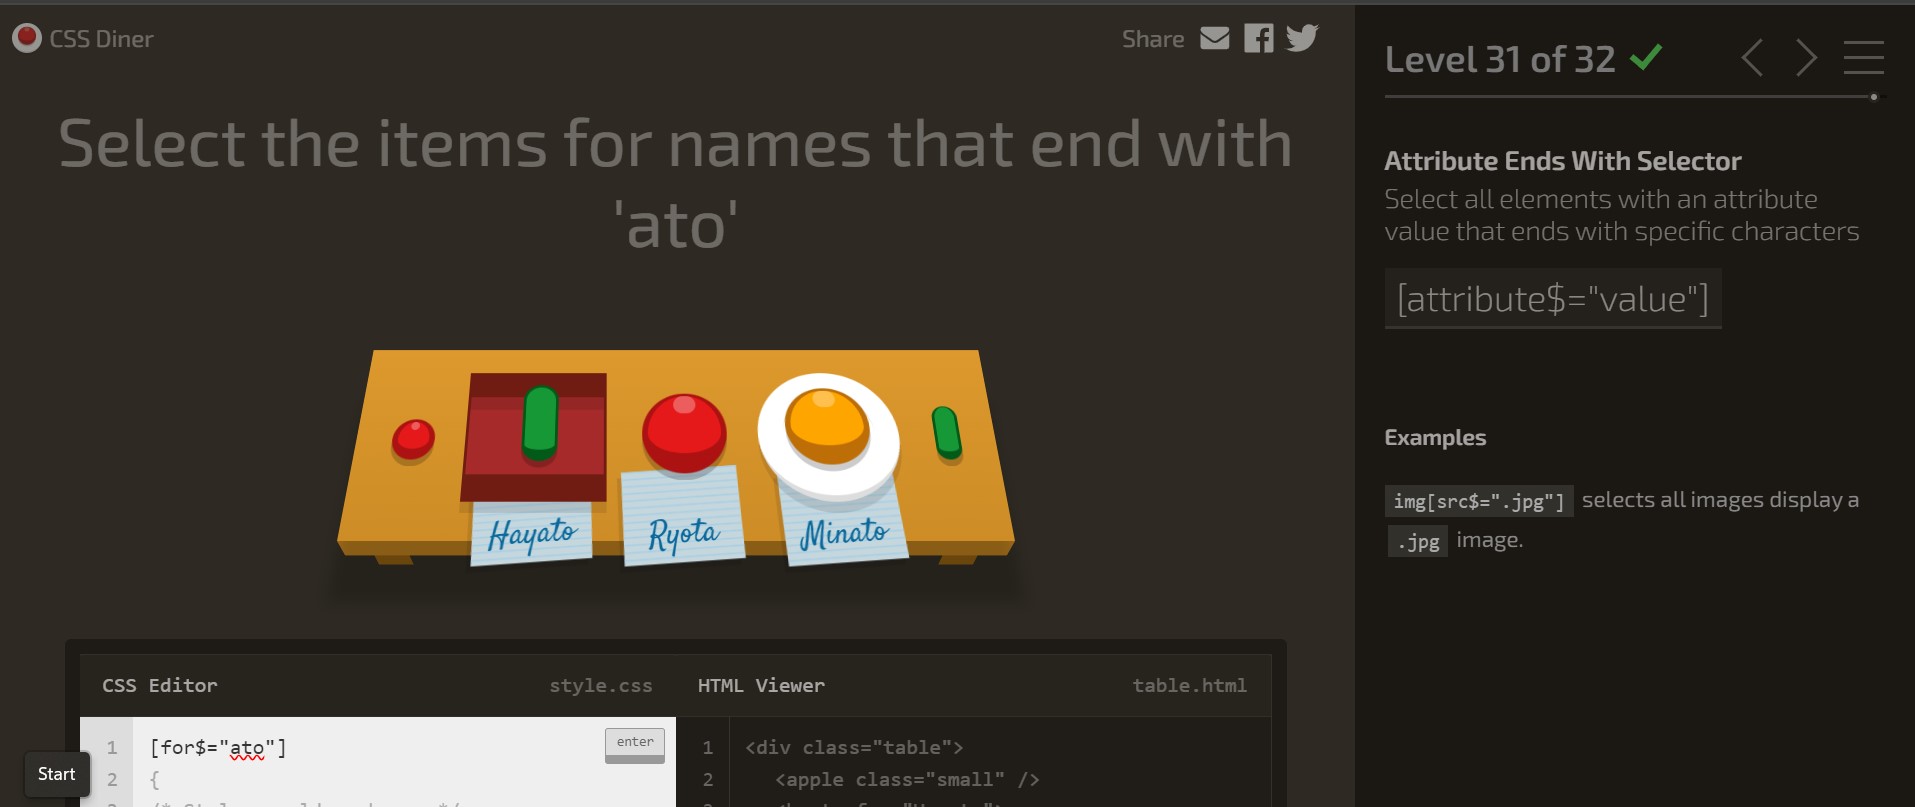 CSS Diner
Share
Select the items for names that end with
'ato'
Hayato
Ryota
Minato
CSS Editor
style.css
HTML Viewer
table.html
1
[for$="ato"]
enter
2
{
1
<div class="table">
2
<apple class="small" />
Start
Level 31 of 32
Attribute Ends With Selector
Select all elements with an attribute
value that ends with specific characters
[attribute$="value"]
Examples
img[src$=".jpg"] selects all images display a
.jpg image.